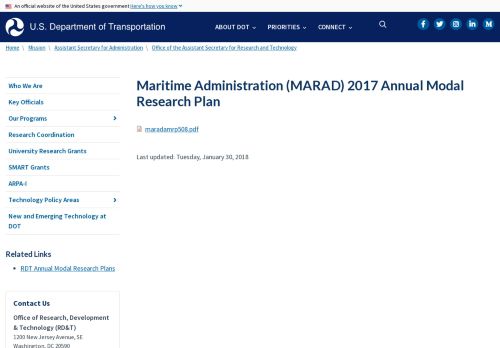 An official website of the United States government Here's how you know
U.S. Department of Transportation
ABOUT DOT
PRIORITIES
CONNECT
Home \ Mission \ Assistant Secretary for Administration \ Office of the Assistant Secretary for Research and Technology
Who We Are
Key Officials
Our Programs
Research Coordination
University Research Grants
SMART Grants
ARPA-I
Technology Policy Areas
New and Emerging Technology at
DOT
Related Links
RDT Annual Modal Research Plans
Contact Us
Office of Research, Development
& Technology (RD&T)
1200 New Jersey Avenue, SE
Washington, DC 20590
Maritime Administration (MARAD) 2017 Annual Modal
Research Plan
maradamrp508.pdf
Last updated: Tuesday, January 30, 2018